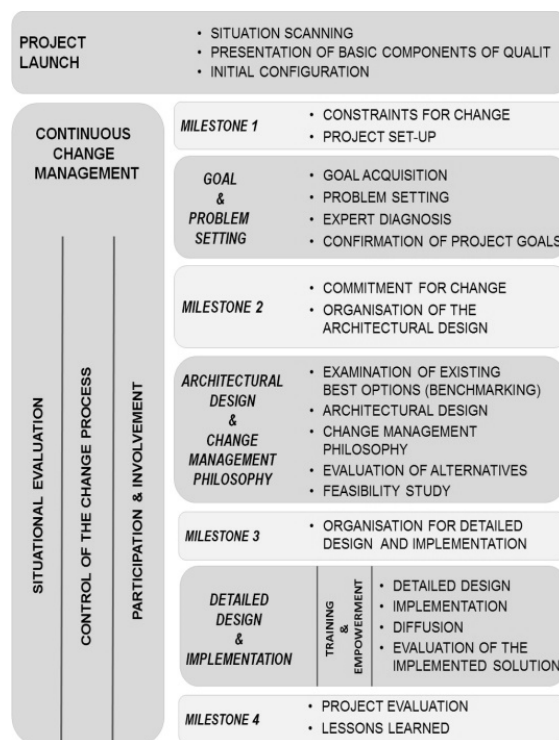 PROJECT
LAUNCH
• SITUATION SCANNING
• PRESENTATION OF BASIC COMPONENTS OF QUALIT
• INITIAL CONFIGURATION
CONTINUOUS
CHANGE
MANAGEMENT
SITUATIONAL EVALUATION
CONTROL OF THE CHANGE PROCESS
PARTICIPATION & INVOLVEMENT
MILESTONE 1
• CONSTRAINTS FOR CHANGE
• PROJECT SET-UP
GOAL
&
PROBLEM
SETTING
• GOAL ACQUISITION
• PROBLEM SETTING
• EXPERT DIAGNOSIS
• CONFIRMATION OF PROJECT GOALS
MILESTONE 2
• COMMITMENT FOR CHANGE
• ORGANISATION OF THE
ARCHITECTURAL DESIGN
ARCHITECTURAL
DESIGN
&
CHANGE
MANAGEMENT
PHILOSOPHY
• EXAMINATION OF EXISTING
BEST OPTIONS (BENCHMARKING)
• ARCHITECTURAL DESIGN
• CHANGE MANAGEMENT
PHILOSOPHY
• EVALUATION OF ALTERNATIVES
• FEASIBILITY STUDY
MILESTONE 3
• ORGANISATION FOR DETAILED
DESIGN AND IMPLEMENTATION
DETAILED
DESIGN
&
IMPLEMENTATION
TRAINING
&
EMPOWERMENT
• DETAILED DESIGN
• IMPLEMENTATION
• DIFFUSION
• EVALUATION OF THE
IMPLEMENTED SOLUTION
MILESTONE 4
• PROJECT EVALUATION
• LESSONS LEARNED